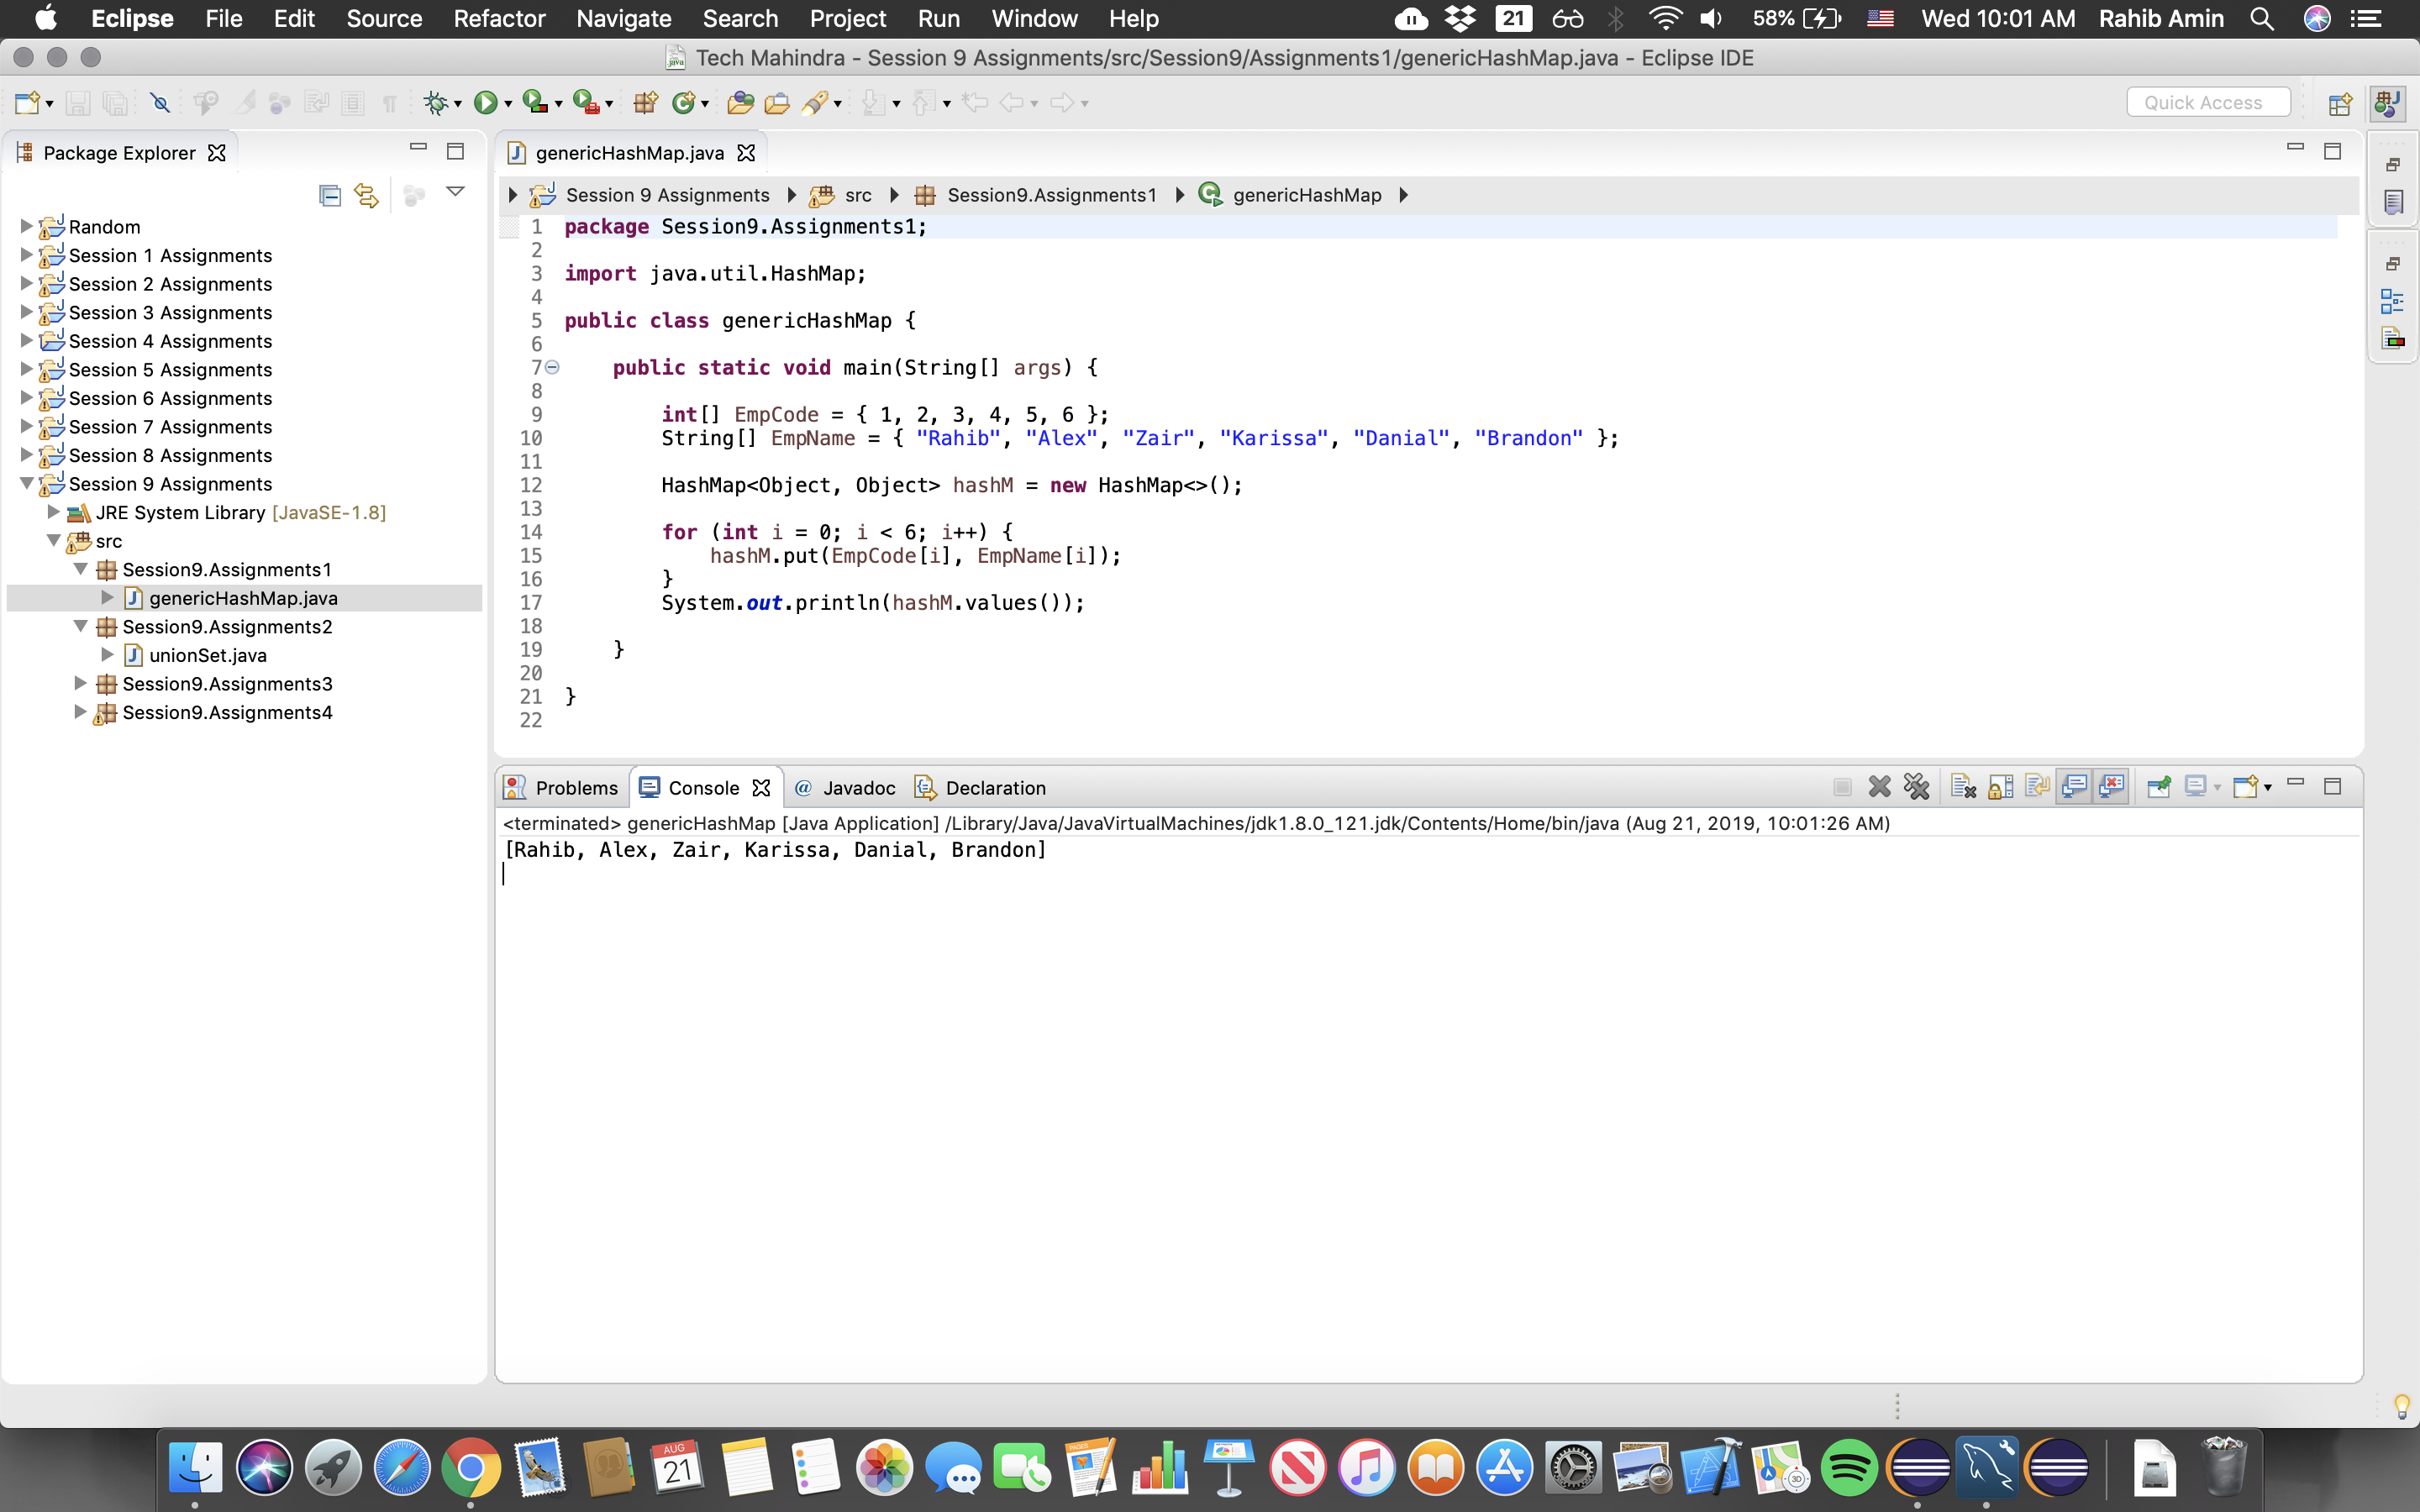 Eclipse File Edit Source Refactor Navigate Search Project Run Window Help 21 58% Wed 10:01 AM Rahib Amin
Tech Mahindra - Session 9 Assignments/src/Session9/Assignments1/genericHashMap.java - Eclipse IDE
Quick Access
Package Explorer
Random
Session 1 Assignments
Session 2 Assignments
Session 3 Assignments
Session 4 Assignments
Session 5 Assignments
Session 6 Assignments
Session 7 Assignments
Session 8 Assignments
Session 9 Assignments
JRE System Library [JavaSE-1.8]
src
Session9.Assignments1
genericHashMap.java
Session9.Assignments2
unionSet.java
Session9.Assignments3
Session9.Assignments4
genericHashMap.java
Session 9 Assignments src Session9.Assignments1 genericHashMap
1 package Session9.Assignments1;
2
3 import java.util.HashMap;
4
5 public class genericHashMap {
6
7 public static void main(String[] args) {
8
9 int[] EmpCode = { 1, 2, 3, 4, 5, 6 };
10 String[] EmpName = { "Rahib", "Alex", "Zair", "Karissa", "Danial", "Brandon" };
11
12 HashMap<Object, Object> hashM = new HashMap<>();
13
14 for (int i = 0; i < 6; i++) {
15 hashM.put(EmpCode[i], EmpName[i]);
16 }
17 System.out.println(hashM.values());
18
19 }
20
21 }
22
Problems Console Javadoc Declaration
<terminated> genericHashMap [Java Application] /Library/Java/JavaVirtualMachines/jdk1.8.0_121.jdk/Contents/Home/bin/java (Aug 21, 2019, 10:01:26 AM)
[Rahib, Alex, Zair, Karissa, Danial, Brandon]
AUG
21
PAGES
3D